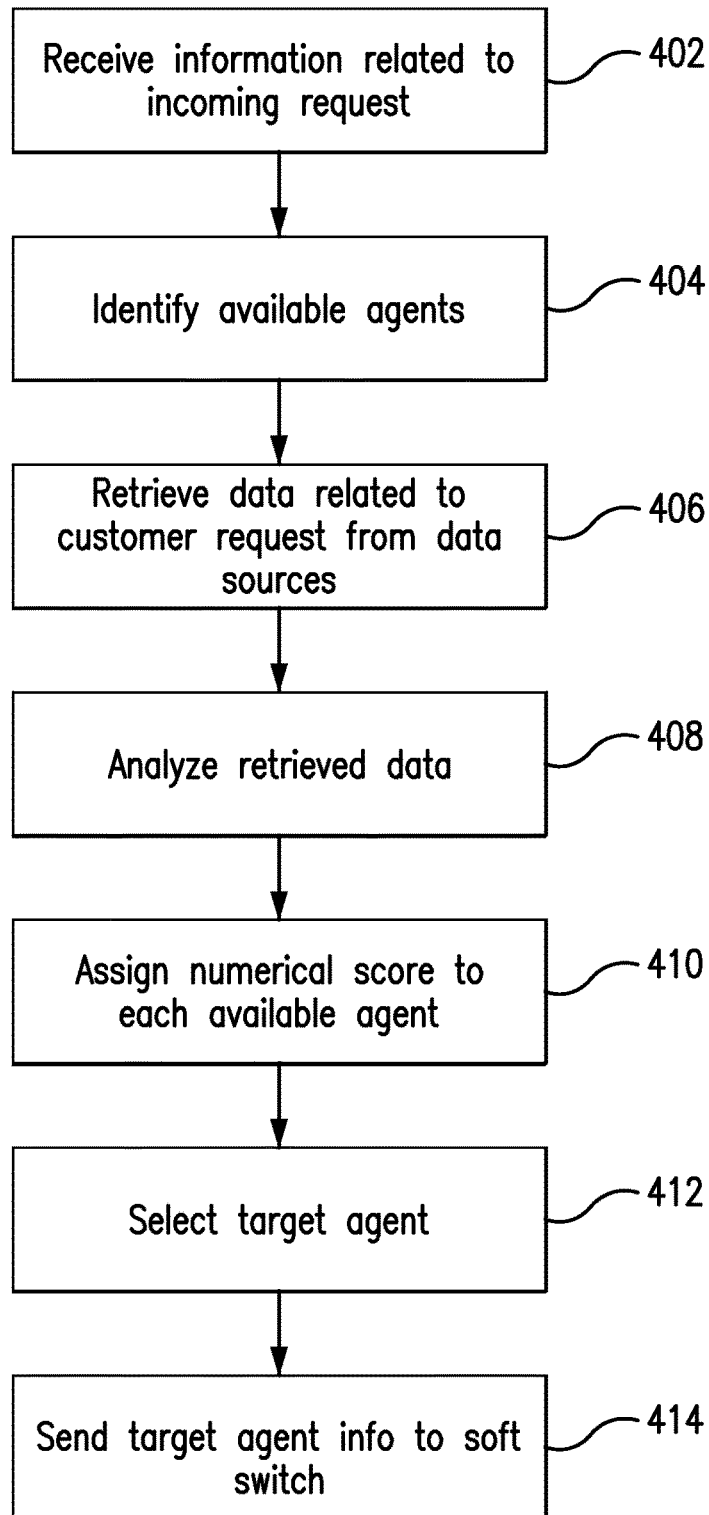 Receive information related to
incoming request
402
Identify available agents
404
Retrieve data related to
customer request from data
sources
406
Analyze retrieved data
408
Assign numerical score to
each available agent
410
Select target agent
412
Send target agent info to soft
switch
414